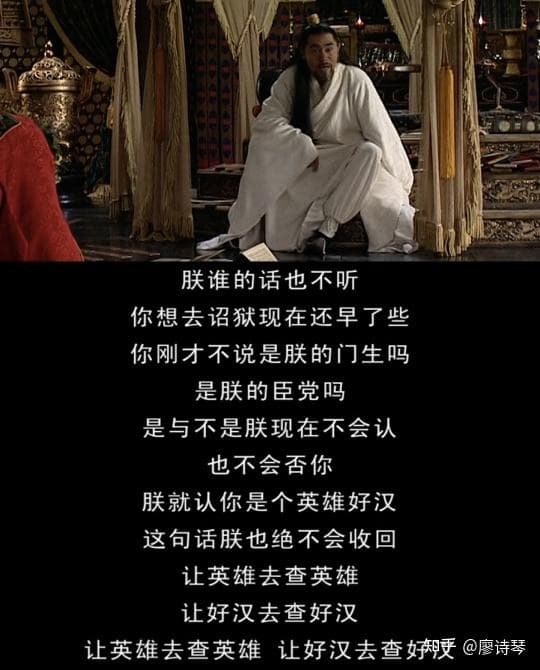 朕谁的话也不听
你想去诏狱现在还早了些
你刚才不说是朕的门生吗
是朕的臣党吗
是与不是朕现在不会认
也不会否你
朕就认你是个英雄好汉
这句话朕也绝不会收回
让英雄去查英雄
让好汉去查好汉
让英雄去查英雄 让好汉去查好汉
知乎 @廖诗琴